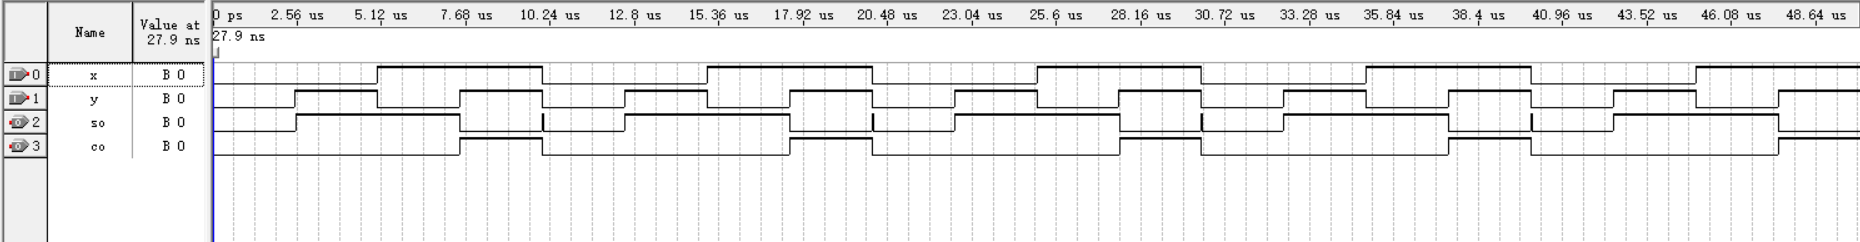 Name
Value at
27.9 ns
0 ps 2.56 us 5.12 us 7.68 us 10.24 us 12.8 us 15.36 us 17.92 us 20.48 us 23.04 us 25.6 us 28.16 us 30.72 us 33.28 us 35.84 us 38.4 us 40.96 us 43.52 us 46.08 us 48.64 us
27.9 ns
0 x B 0
1 y B 0
2 so B 0
3 co B 0